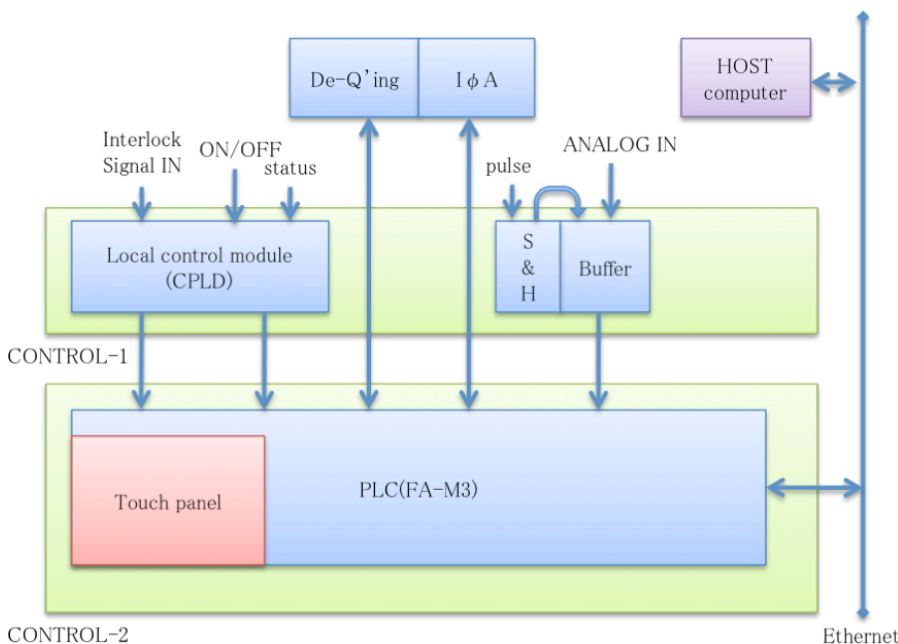 De-Q'ing
I φ A
HOST
computer
Interlock
Signal IN
ON/OFF
status
pulse
ANALOG IN
Local control module
(CPLD)
S
&
H
Buffer
CONTROL-1
Touch panel
PLC(FA-M3)
CONTROL-2
Ethernet